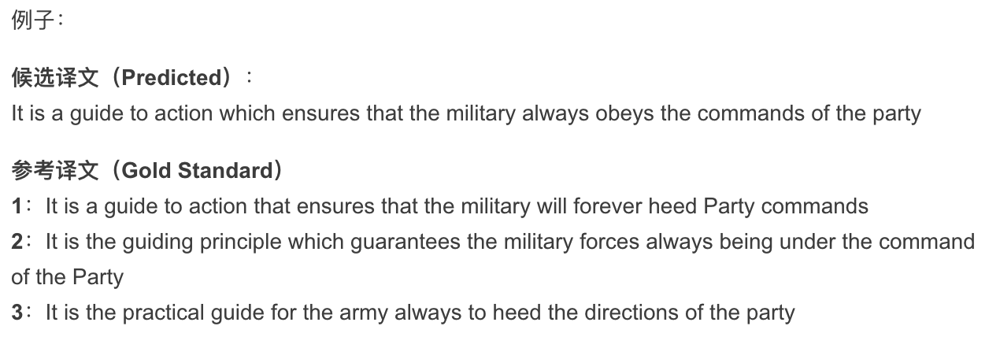 例子：
候选译文（Predicted）：
It is a guide to action which ensures that the military always obeys the commands of the party
参考译文（Gold Standard）
1：It is a guide to action that ensures that the military will forever heed Party commands
2：It is the guiding principle which guarantees the military forces always being under the command
of the Party
3：It is the practical guide for the army always to heed the directions of the party